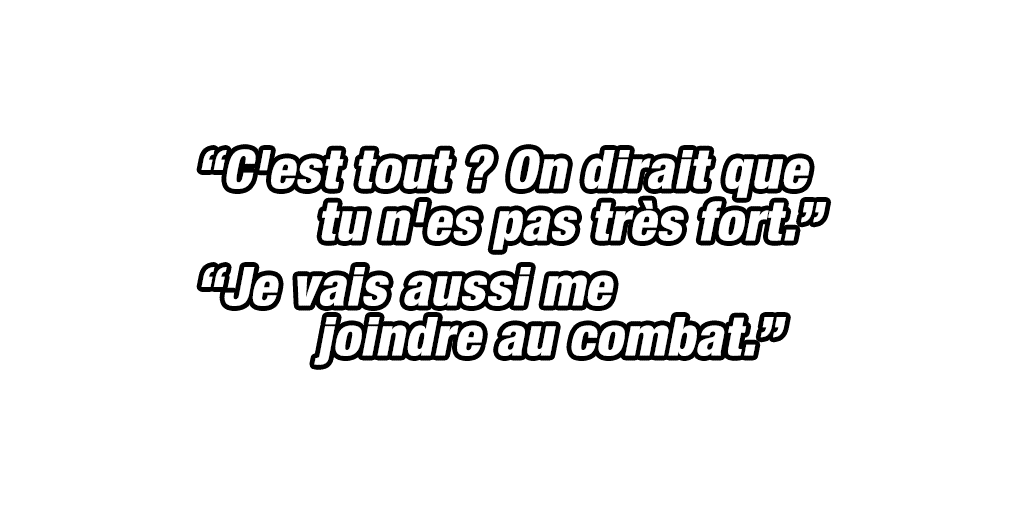 “C'est tout ? On dirait que
tu n'es pas très fort.”
“Je vais aussi me
joindre au combat.”